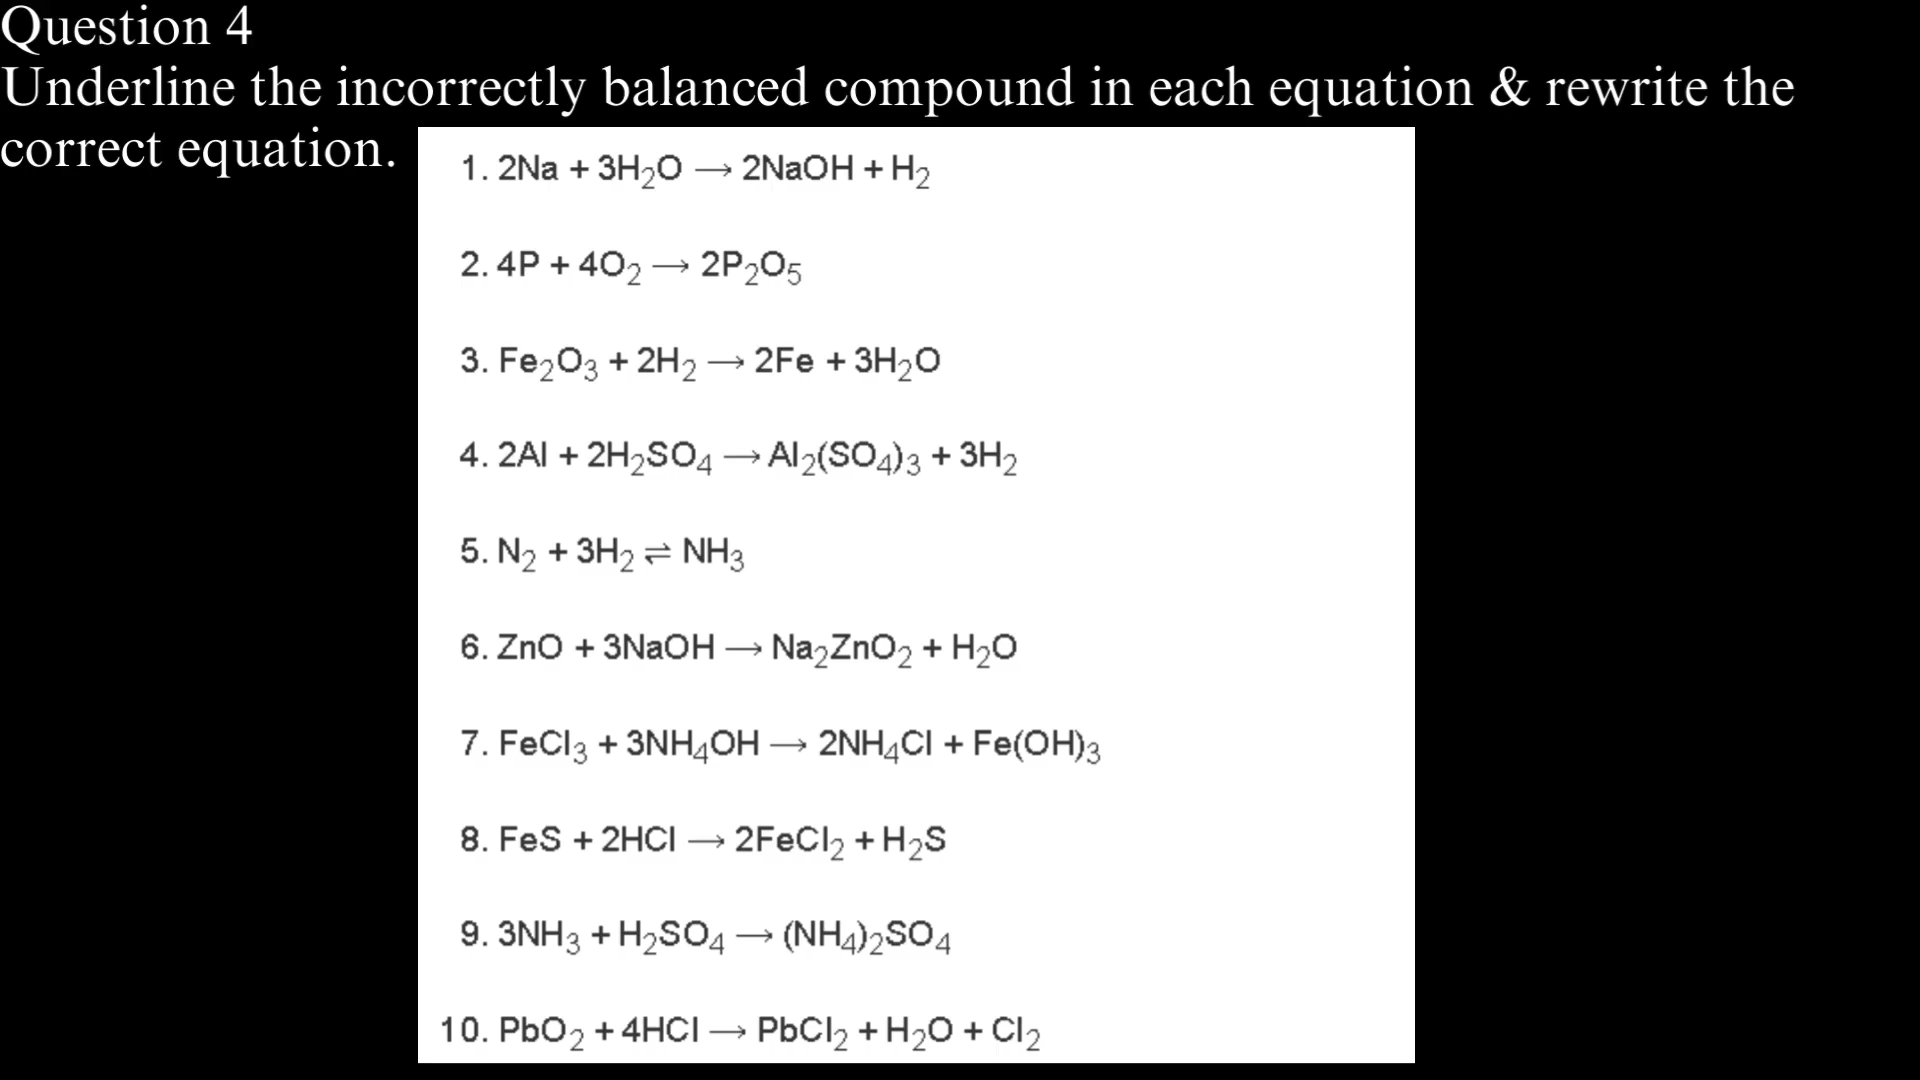 Question 4
Underline the incorrectly balanced compound in each equation & rewrite the
correct equation.
1. 2Na + 3H₂O → 2NaOH + H₂
2. 4P + 4O₂ → 2P₂O₅
3. Fe₂O₃ + 2H₂ → 2Fe + 3H₂O
4. 2Al + 2H₂SO₄ → Al₂(SO₄)₃ + 3H₂
5. N₂ + 3H₂ ⇌ NH₃
6. ZnO + 3NaOH → Na₂ZnO₂ + H₂O
7. FeCl₃ + 3NH₄OH → 2NH₄Cl + Fe(OH)₃
8. FeS + 2HCl → 2FeCl₂ + H₂S
9. 3NH₃ + H₂SO₄ → (NH₄)₂SO₄
10. PbO₂ + 4HCl → PbCl₂ + H₂O + Cl₂